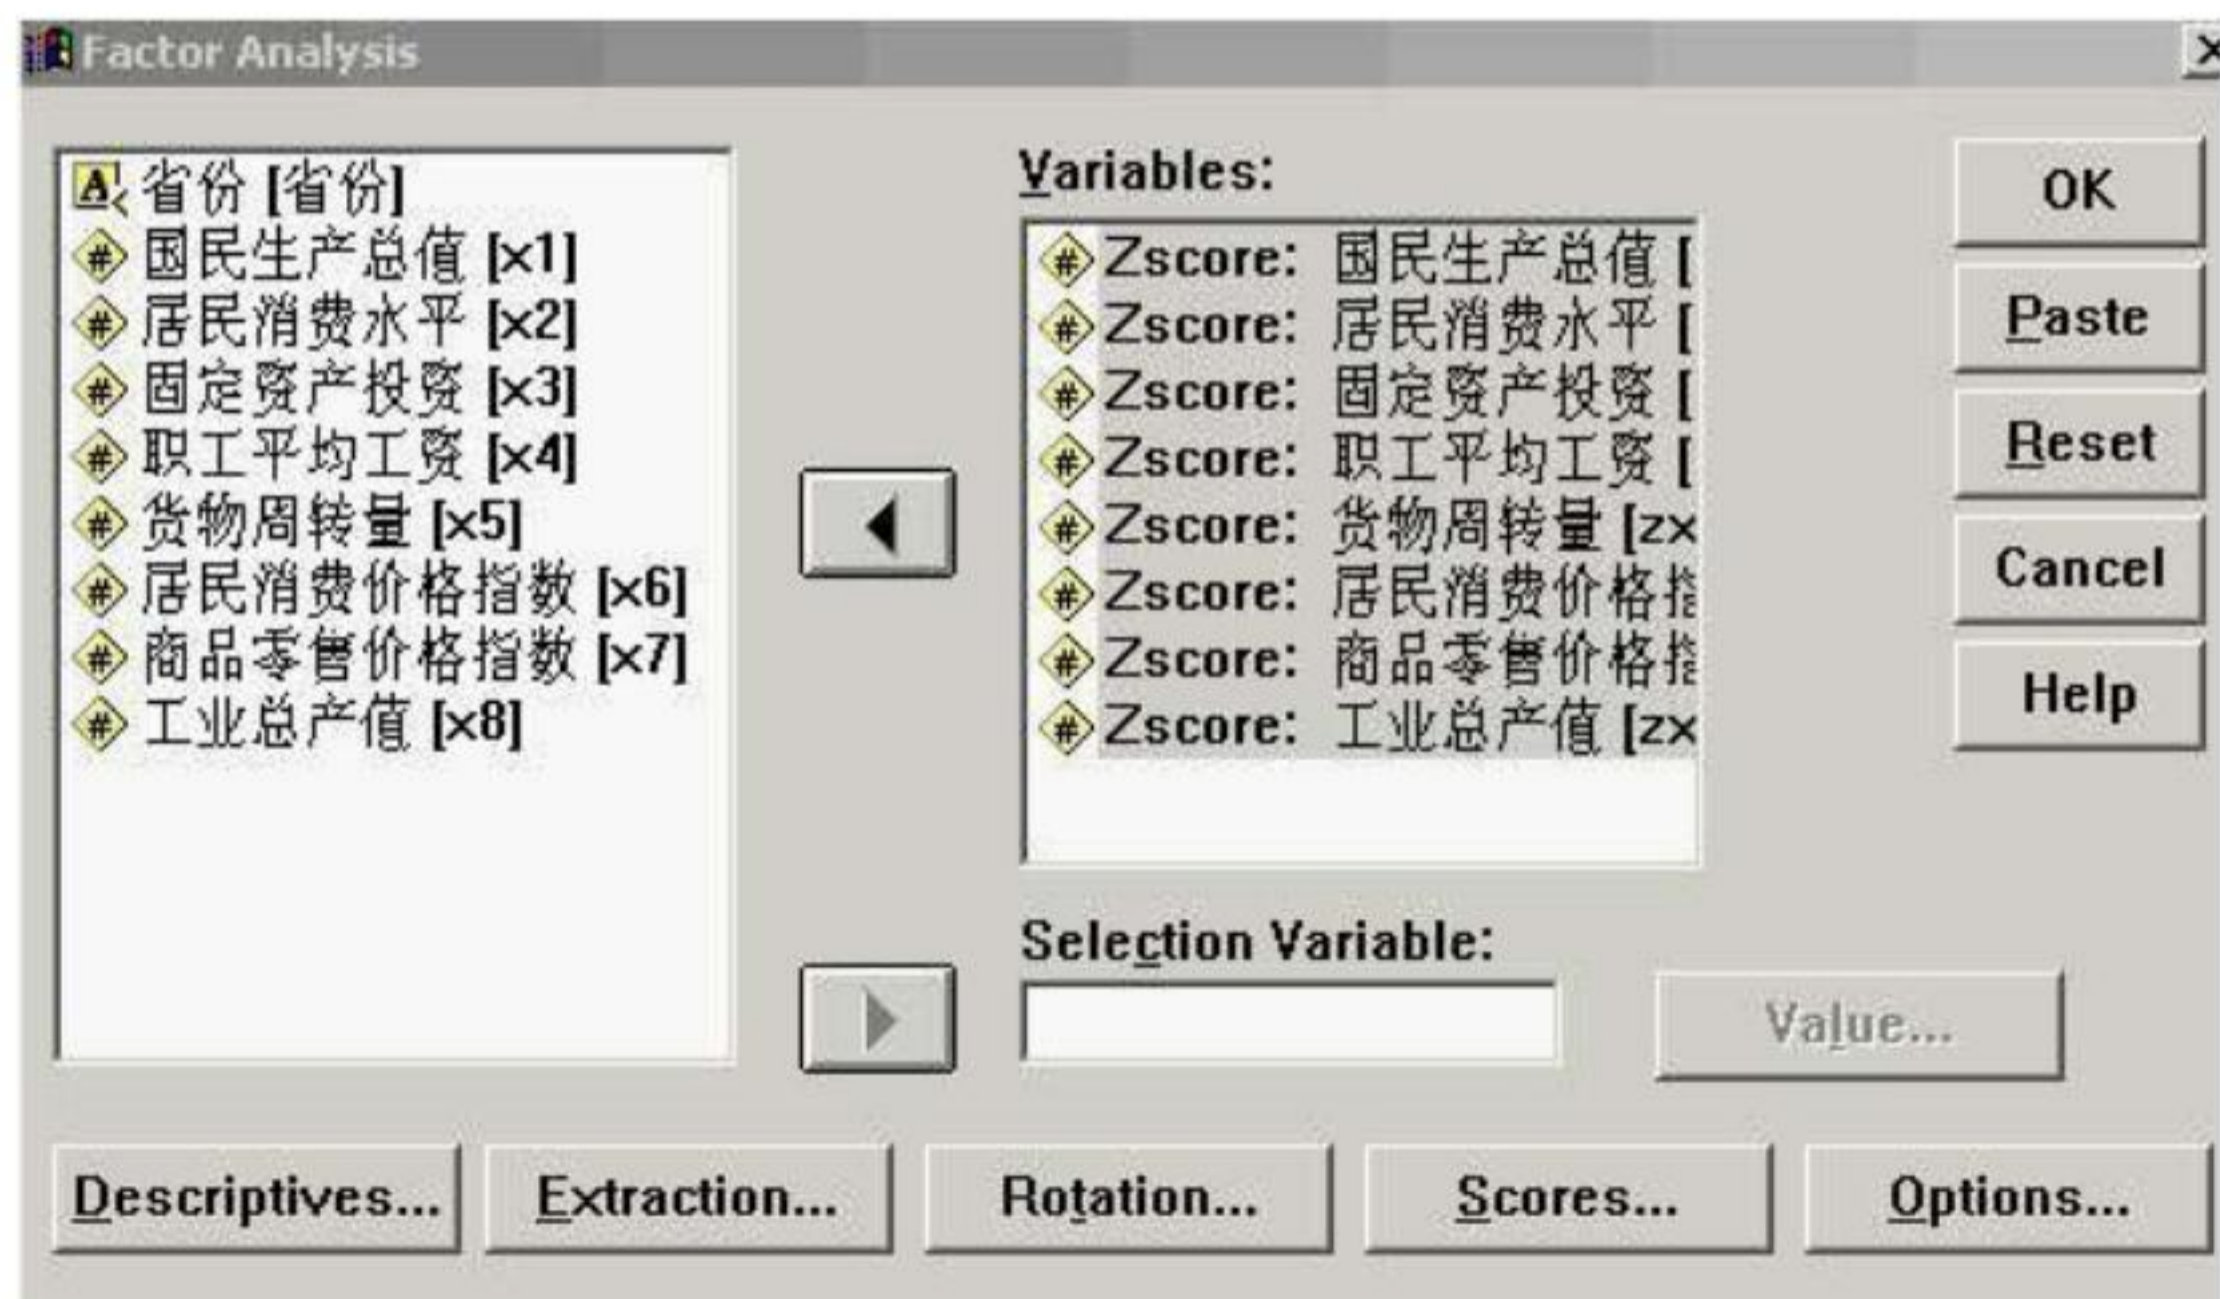 Factor Analysis
省份 [省份]
国民生产总值 [x1]
居民消费水平 [x2]
固定资产投资 [x3]
职工平均工资 [x4]
货物周转量 [x5]
居民消费价格指数 [x6]
商品零售价格指数 [x7]
工业总产值 [x8]
Variables:
Zscore: 国民生产总值 [
Zscore: 居民消费水平 [
Zscore: 固定资产投资 [
Zscore: 职工平均工资 [
Zscore: 货物周转量 [zx
Zscore: 居民消费价格指
Zscore: 商品零售价格指
Zscore: 工业总产值 [zx
Selection Variable:
Value...
OK
Paste
Reset
Cancel
Help
Descriptives...
Extraction...
Rotation...
Scores...
Options...